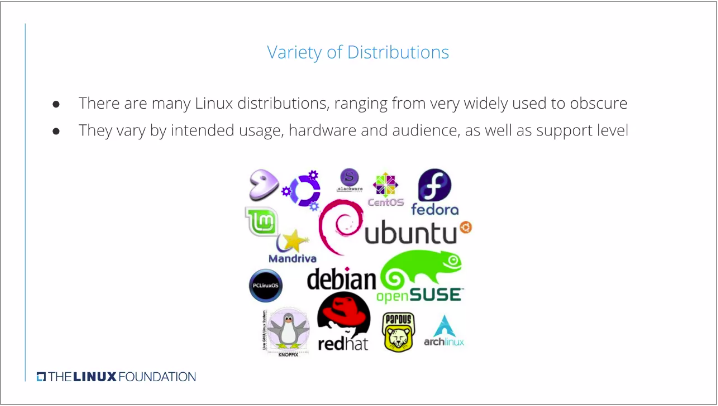 Variety of Distributions
● There are many Linux distributions, ranging from very widely used to obscure
● They vary by intended usage, hardware and audience, as well as support level
slackware
CentOS
fedora
lm
ubuntu
Mandriva
PCLinuxOS
debian
openSUSE
redhat
PARDUS
archlinux
KNOPPIX
THE LINUX FOUNDATION